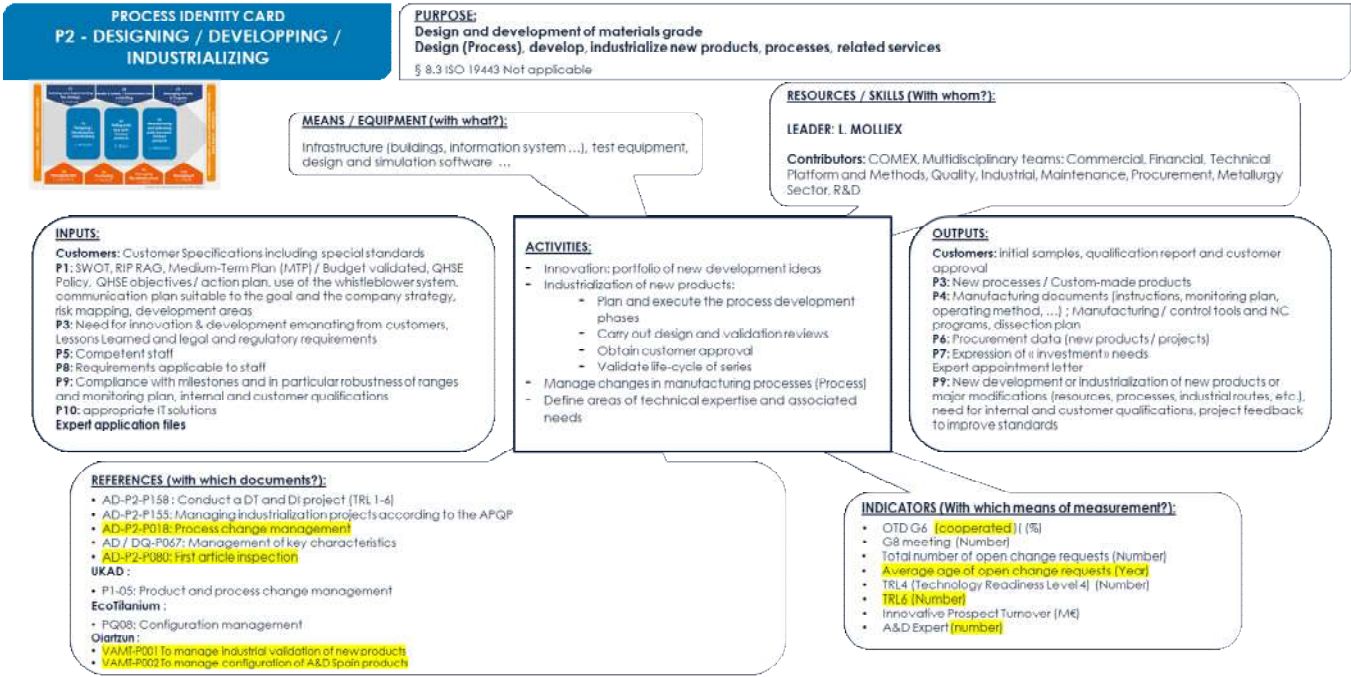 PROCESS IDENTITY CARD
P2 - DESIGNING / DEVELOPPING /
INDUSTRIALIZING
PURPOSE:
Design and development of materials grade
Design (Process), develop, industrialize new products, processes, related services
§ 8.3 ISO 19443 Not applicable
MEANS / EQUIPMENT (with what?):
Infrastructure (buildings, information system ...), test equipment,
design and simulation software ...
RESOURCES / SKILLS (With whom?):
LEADER: L. MOLLIEX
Contributors: COMEX, Multidisciplinary teams: Commercial, Financial, Technical
Platform and Methods, Quality, Industrial, Maintenance, Procurement, Metallurgy
Sector, R&D
INPUTS:
Customers: Customer Specifications including special standards
P1: SWOT, RIP RAG, Medium-Term Plan (MTP) / Budget validated, QHSE
Policy, QHSE objectives / action plan, use of the whistleblower system,
communication plan suitable to the goal and the company strategy,
risk mapping, development areas
P3: Need for innovation & development emanating from customers,
Lessons Learned and legal and regulatory requirements
P5: Competent staff
P8: Requirements applicable to staff
P9: Compliance with milestones and in particular robustness of ranges
and monitoring plan, internal and customer qualifications
P10: appropriate IT solutions
Expert application files
ACTIVITIES:
- Innovation: portfolio of new development ideas
- Industrialization of new products:
- Plan and execute the process development
phases
- Carry out design and validation reviews
- Obtain customer approval
- Validate life-cycle of series
- Manage changes in manufacturing processes (Process)
- Define areas of technical expertise and associated
needs
OUTPUTS:
Customers: initial samples, qualification report and customer
approval
P3: New processes / Custom-made products
P4: Manufacturing documents (instructions, monitoring plan,
operating method, ...) ; Manufacturing / control tools and NC
programs, dissection plan
P6: Procurement data (new products / projects)
P7: Expression of « investment » needs
Expert appointment letter
P9: New development or industrialization of new products or
major modifications (resources, processes, industrial routes, etc.),
need for internal and customer qualifications, project feedback
to improve standards
REFERENCES (with which documents?):
• AD-P2-P158 : Conduct a DT and DI project (TRL 1-6)
• AD-P2-P155: Managing industrialization projects according to the APQP
• AD-P2-P018: Process change management
• AD / DQ-P067: Management of key characteristics
• AD-P2-P080: First article inspection
UKAD :
• P1-05: Product and process change management
EcoTitanium :
• PQ08: Configuration management
Oiartzun :
• VAMT-P001 To manage industrial validation of new products
• VAMT-P002 To manage configuration of A&D Spain products
INDICATORS (With which means of measurement?):
• OTD G6 (cooperated )( (%)
• G8 meeting (Number)
• Total number of open change requests (Number)
• Average age of open change requests (Year)
• TRL4 (Technology Readiness Level 4) (Number)
• TRL6 (Number)
• Innovative Prospect Turnover (M€)
• A&D Expert (number)